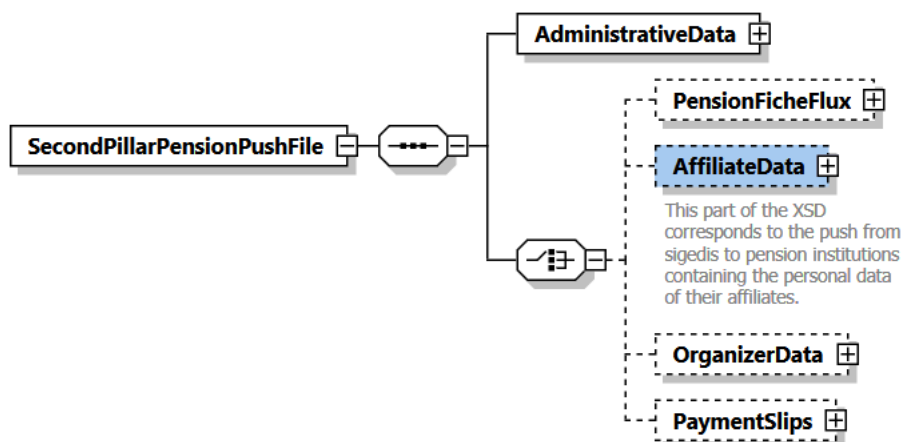 AdministrativeData
PensionFicheFlux
SecondPillarPensionPushFile
AffiliateData
This part of the XSD
corresponds to the push from
sigedis to pension institutions
containing the personal data
of their affiliates.
OrganizerData
PaymentSlips